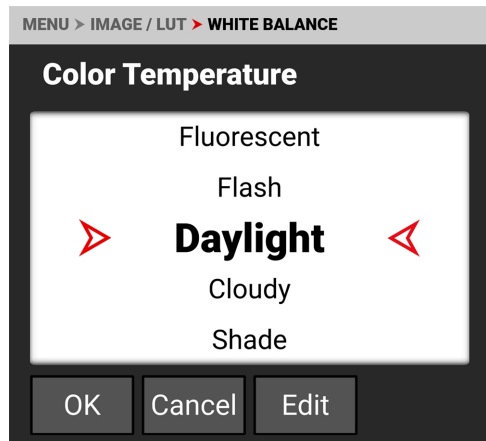 MENU > IMAGE / LUT > WHITE BALANCE
Color Temperature
Fluorescent
Flash
Daylight
Cloudy
Shade
OK Cancel Edit